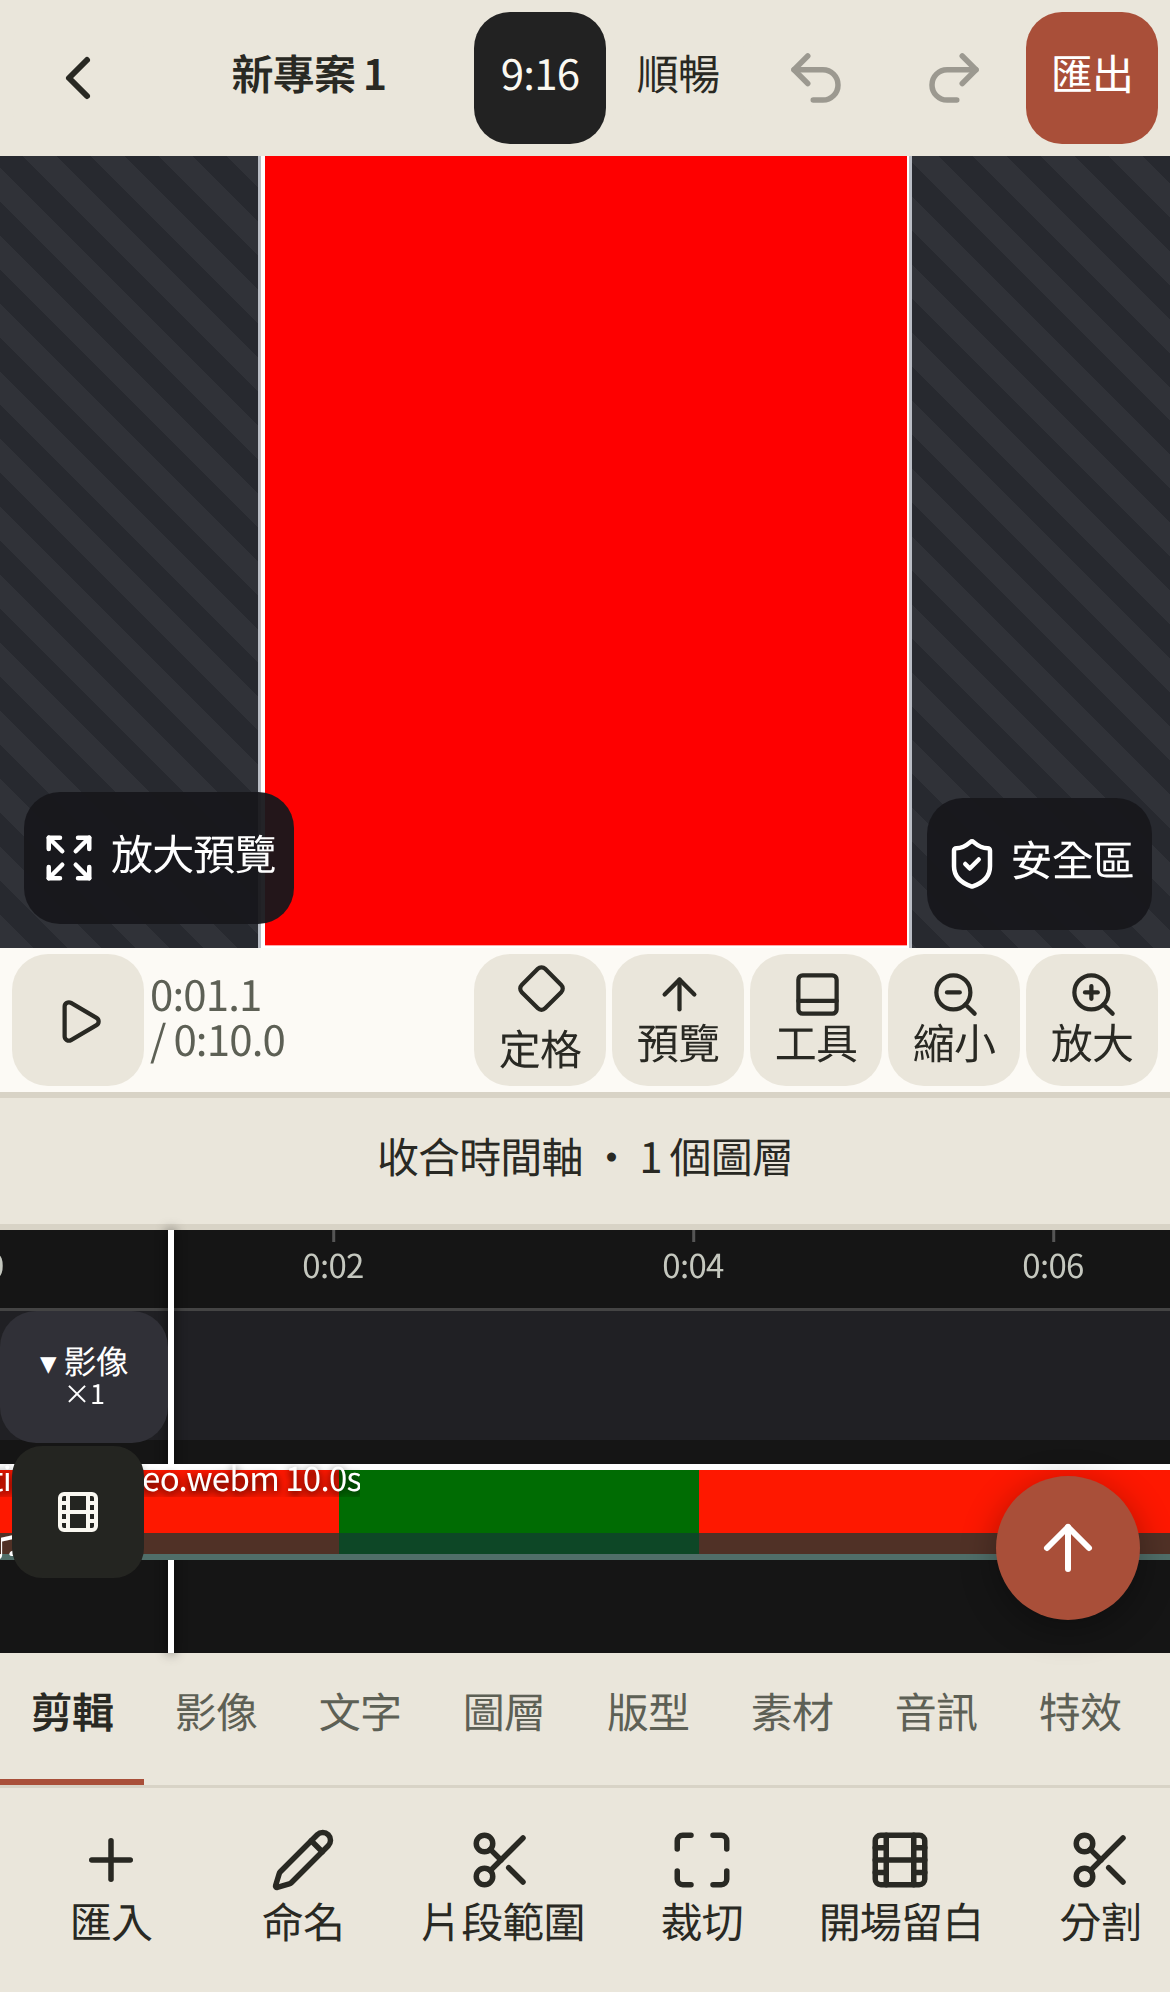 新專案 1
9:16
順暢
匯出
放大預覽
安全區
0:01.1
/ 0:10.0
定格
預覽
工具
縮小
放大
收合時間軸 · 1 個圖層
0:02
0:04
0:06
▾ 影像
×1
eo.webm 10.0s
剪輯
影像
文字
圖層
版型
素材
音訊
特效
匯入
命名
片段範圍
裁切
開場留白
分割